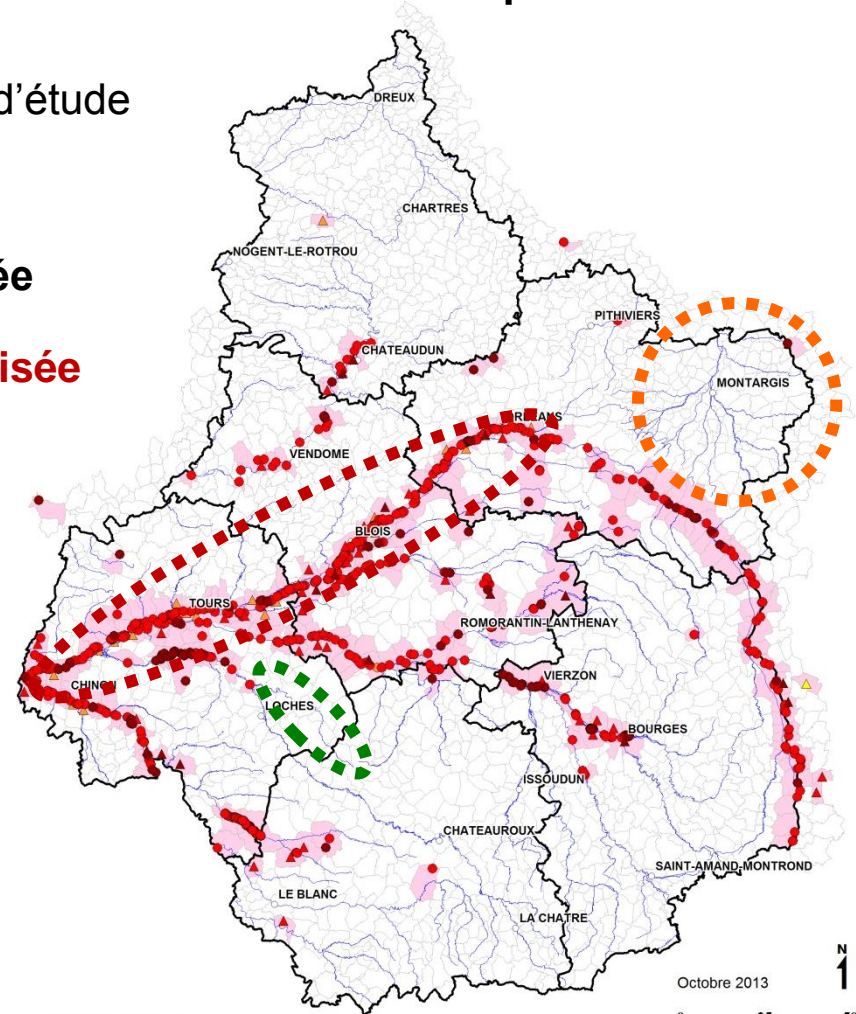 d'étude
DREUX
CHARTRES
ée
NOGENT-LE-ROTROU
PITHIVIERS
isée
CHATEAUDUN
MONTARGIS
VENDOME
BLOIS
TOURS
ROMORANTIN-LANTHENAY
CHINON
VIERZON
LOCHES
BOURGES
ISSOUDUN
CHATEAUROUX
SAINT-AMAND-MONTROND
LE BLANC
LA CHATRE
N
Octobre 2013